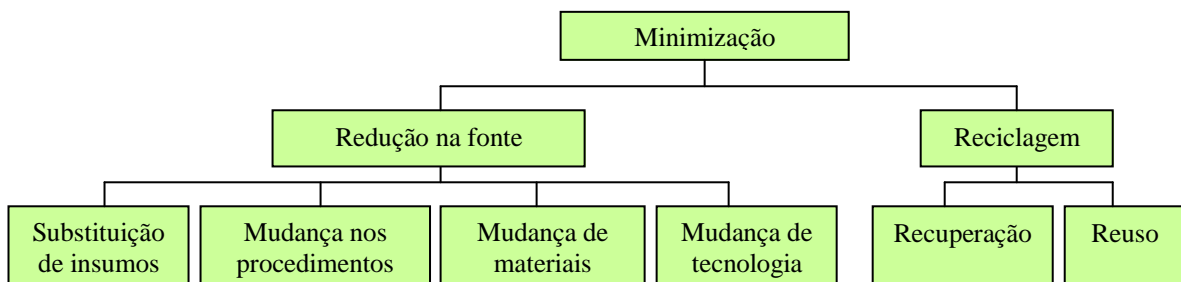 Minimização
Redução na fonte
Reciclagem
Substituição
de insumos
Mudança nos
procedimentos
Mudança de
materiais
Mudança de
tecnologia
Recuperação
Reuso